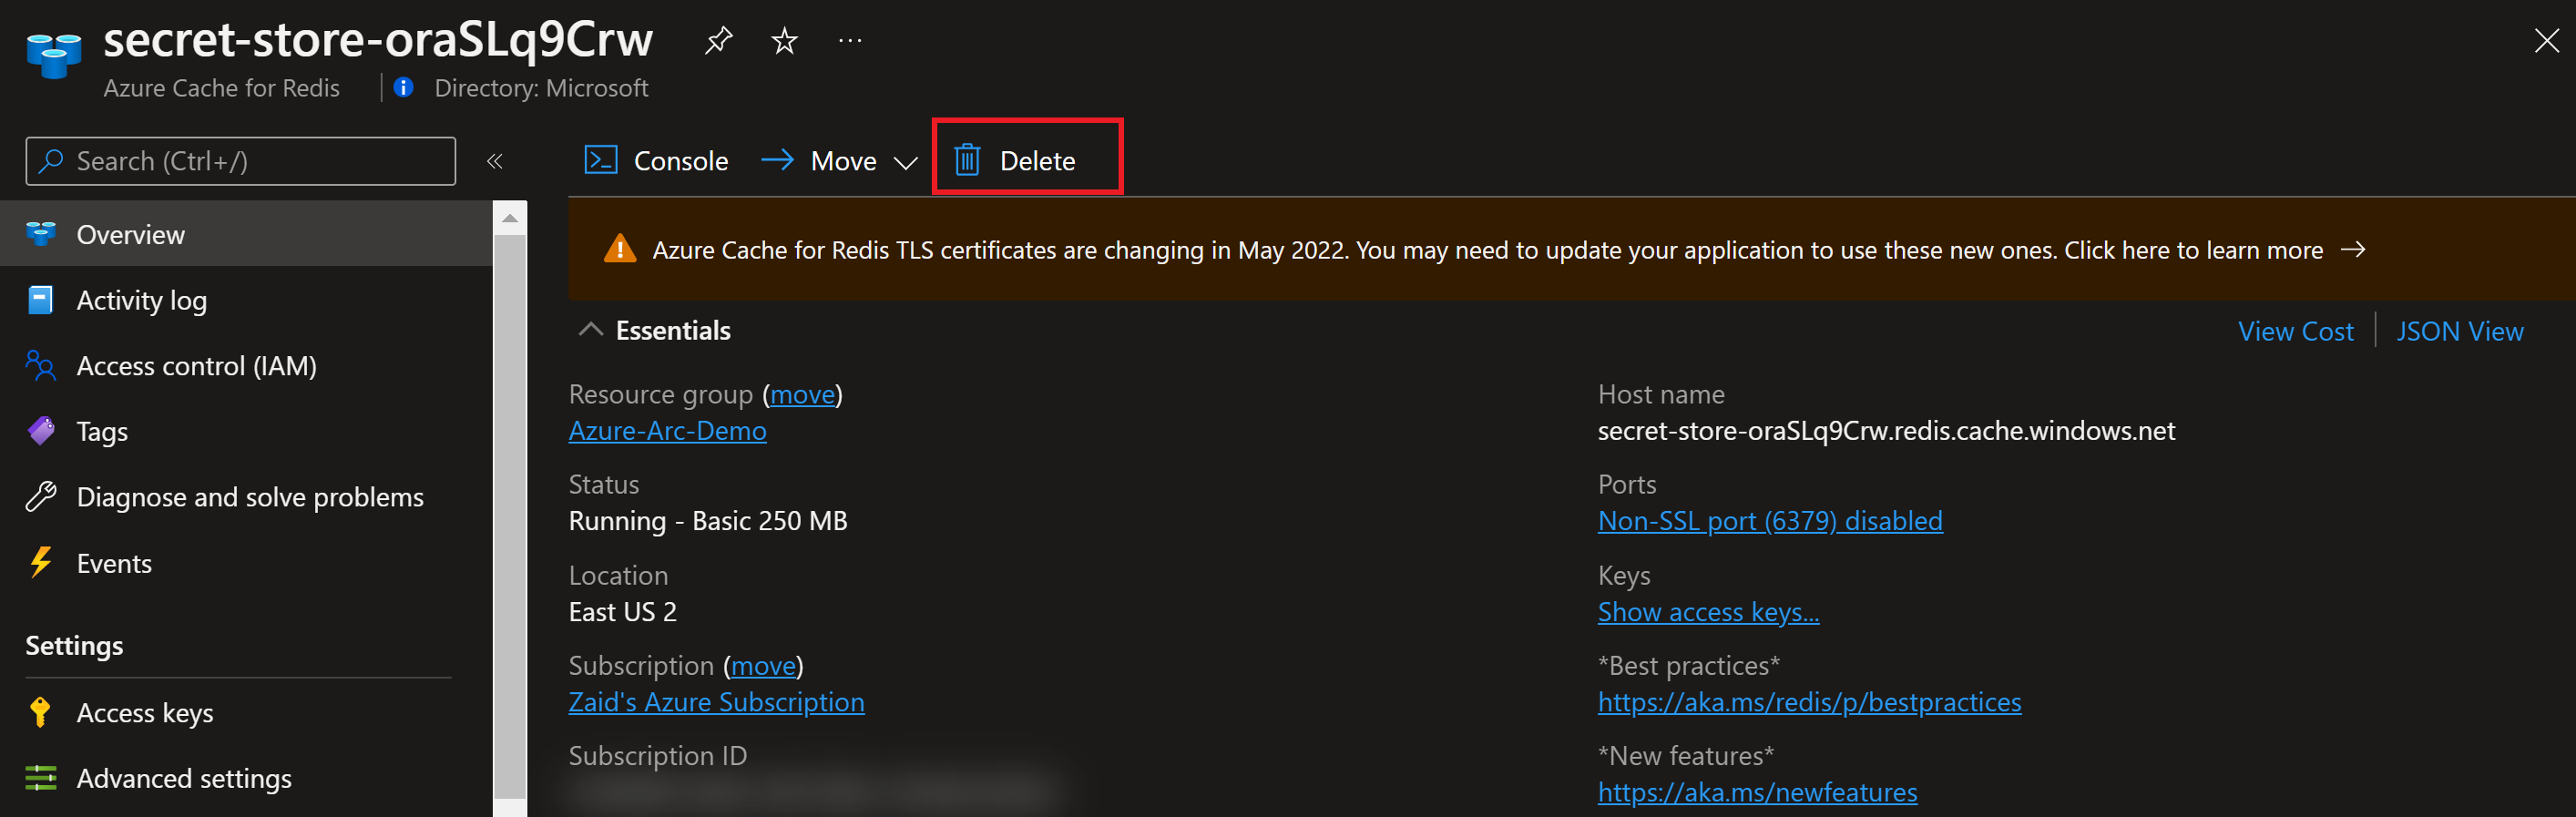 secret-store-oraSLq9Crw
Azure Cache for Redis
Directory: Microsoft
Search (Ctrl+/)
Overview
Activity log
Access control (IAM)
Tags
Diagnose and solve problems
Events
Settings
Access keys
Advanced settings
Console
Move
Delete
Azure Cache for Redis TLS certificates are changing in May 2022. You may need to update your application to use these new ones. Click here to learn more →
Essentials
View Cost
JSON View
Resource group (move)
Azure-Arc-Demo
Status
Running - Basic 250 MB
Location
East US 2
Subscription (move)
Zaid's Azure Subscription
Subscription ID
Host name
secret-store-oraSLq9Crw.redis.cache.windows.net
Ports
Non-SSL port (6379) disabled
Keys
Show access keys...
*Best practices*
https://aka.ms/redis/p/bestpractices
*New features*
https://aka.ms/newfeatures